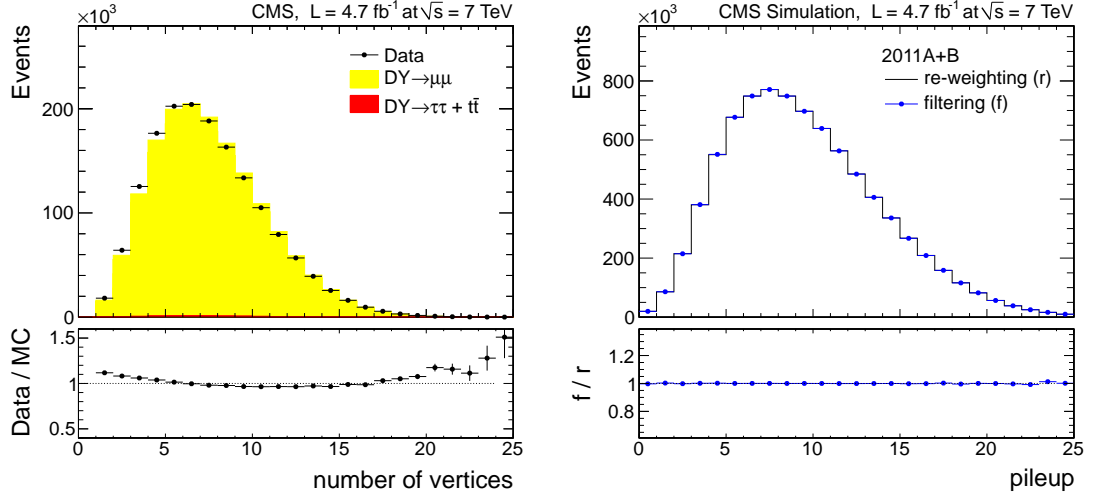 CMS, L = 4.7 fb⁻¹ at √s = 7 TeV
×10³
Events
Data
DY→μμ
DY→ττ + tt̄
200
100
0
Data / MC
1.5
1
0.5
0 5 10 15 20 25
number of vertices
CMS Simulation, L = 4.7 fb⁻¹ at √s = 7 TeV
×10³
Events
2011A+B
re-weighting (r)
filtering (f)
800
600
400
200
0
f / r
1.2
1
0.8
0 5 10 15 20 25
pileup